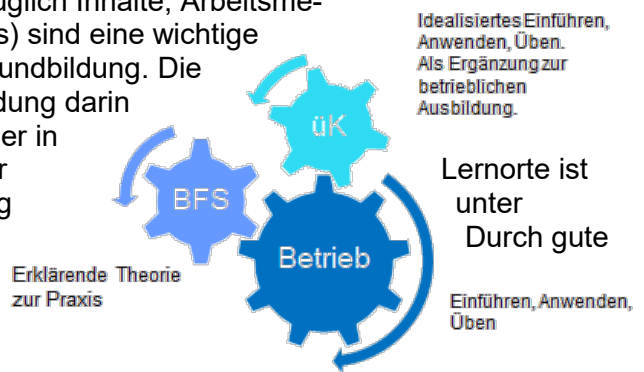 üglich Inhalte, Arbeitsme-
s) sind eine wichtige
undbildung. Die
dung darin
er in
r
g
Idealisiertes Einführen,
Anwenden, Üben.
Als Ergänzung zur
betrieblichen
Ausbildung.
üK
BFS
Betrieb
Lernorte ist
unter
Durch gute
Erklärende Theorie
zur Praxis
Einführen, Anwenden,
Üben